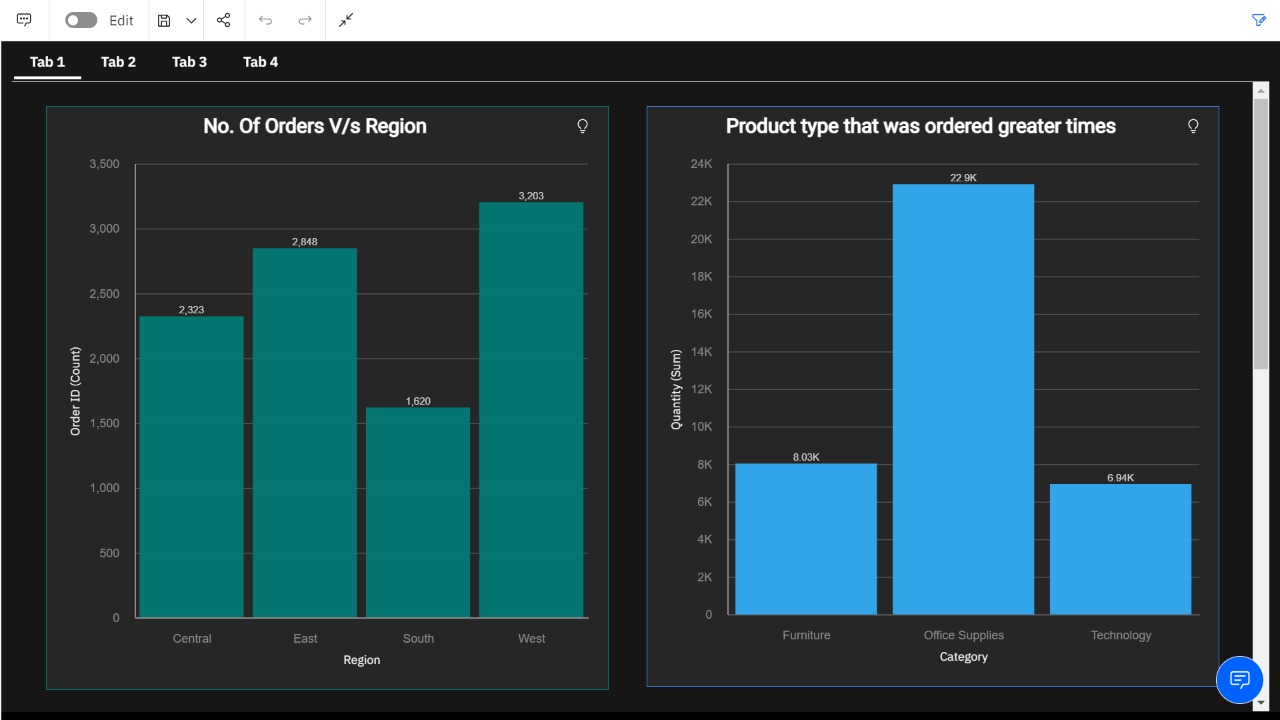 Edit
Tab 1 Tab 2 Tab 3 Tab 4
No. Of Orders V/s Region
3,500
3,000
2,500
2,000
1,500
1,000
500
0
Order ID (Count)
2,323
2,848
1,620
3,203
Central East South West
Region
Product type that was ordered greater times
24K
22K
20K
18K
16K
14K
12K
10K
8K
6K
4K
2K
0
Quantity (Sum)
8.03K
22.9K
6.94K
Furniture Office Supplies Technology
Category